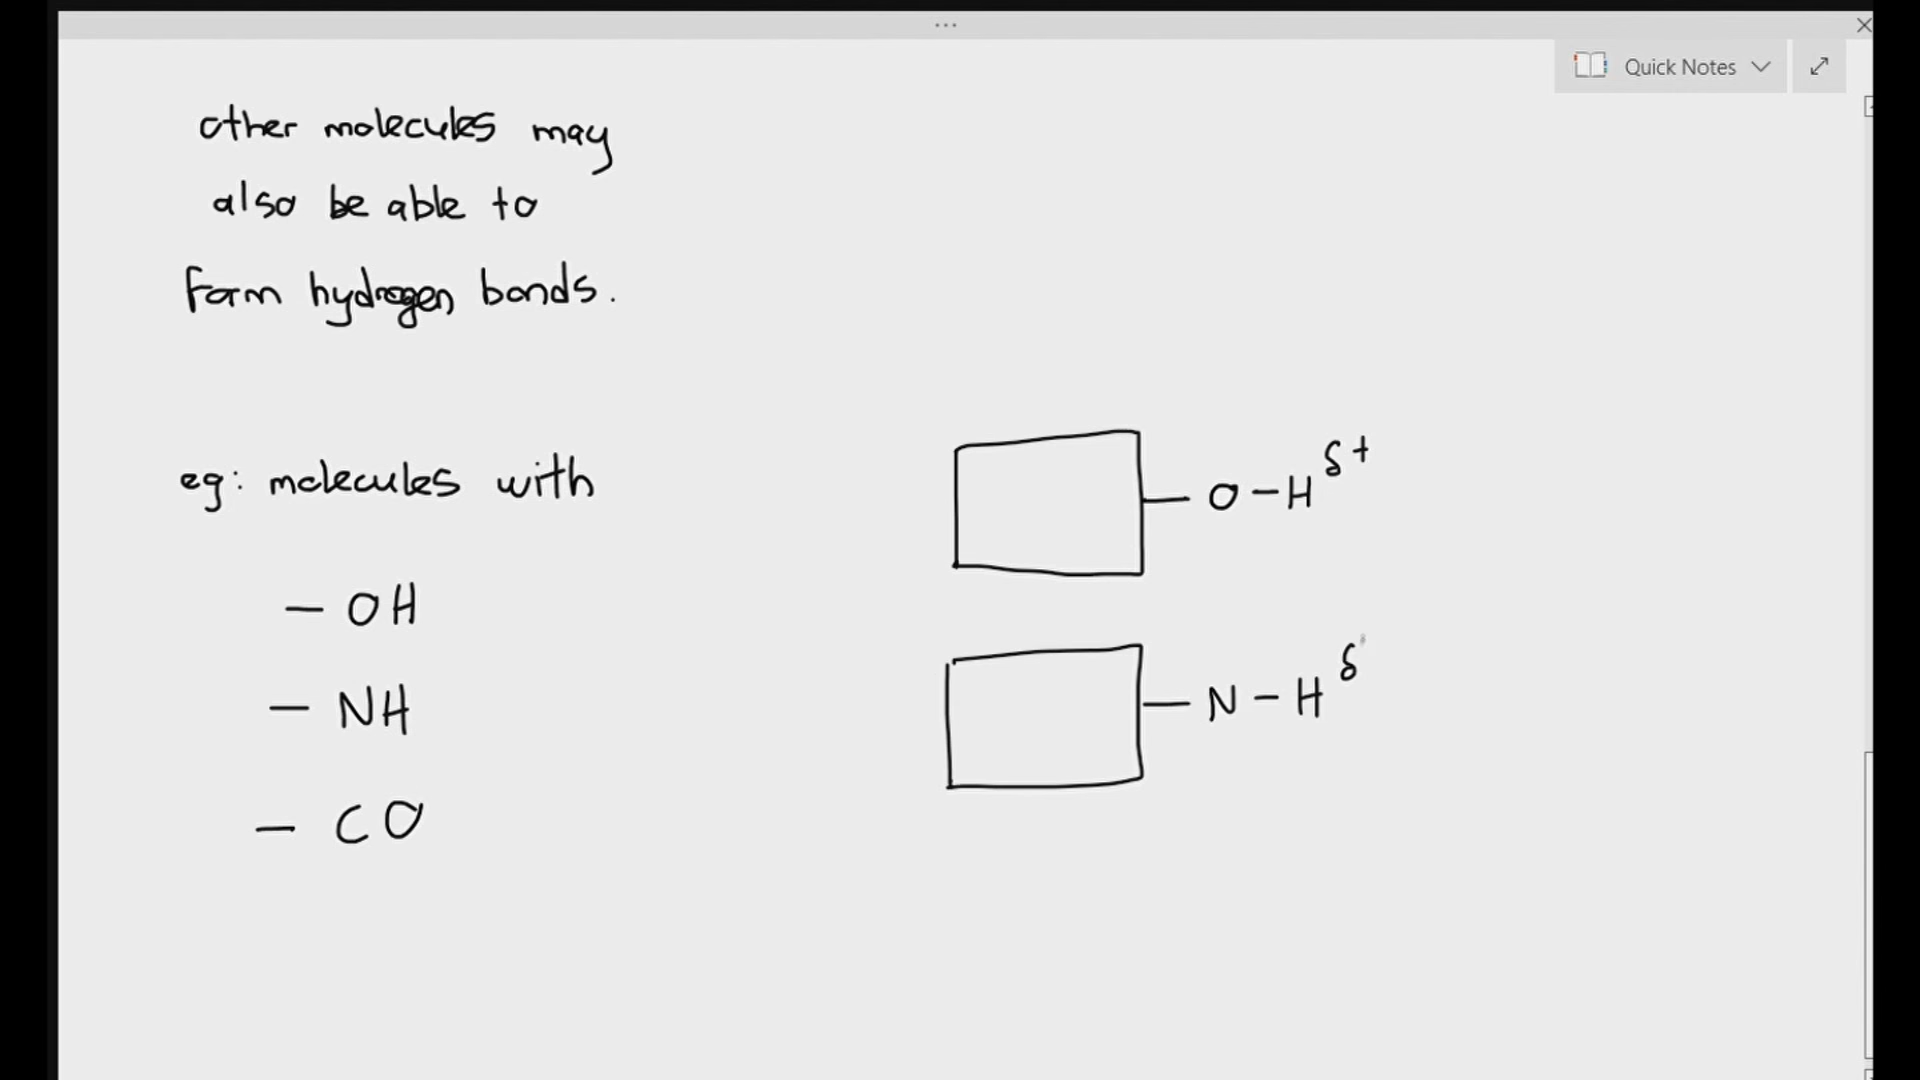 ...
Quick Notes
other molecules may
also be able to
form hydrogen bonds.
eg: molecules with
— OH
— NH
— CO
— O – H δ+
— N – H δ